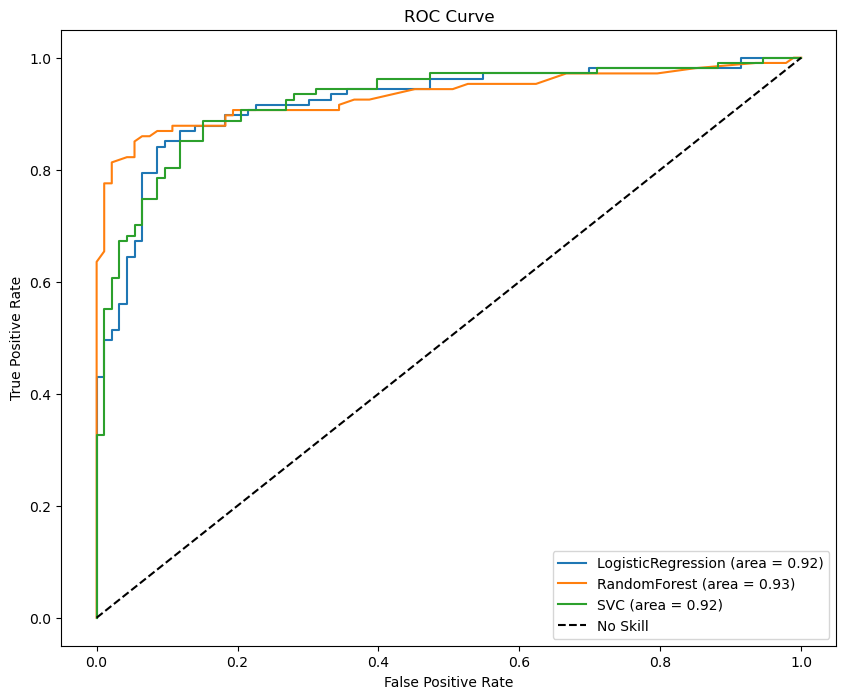 ROC Curve
True Positive Rate
1.0
0.8
0.6
0.4
0.2
0.0
LogisticRegression (area = 0.92)
RandomForest (area = 0.93)
SVC (area = 0.92)
No Skill
0.0 0.2 0.4 0.6 0.8 1.0
False Positive Rate